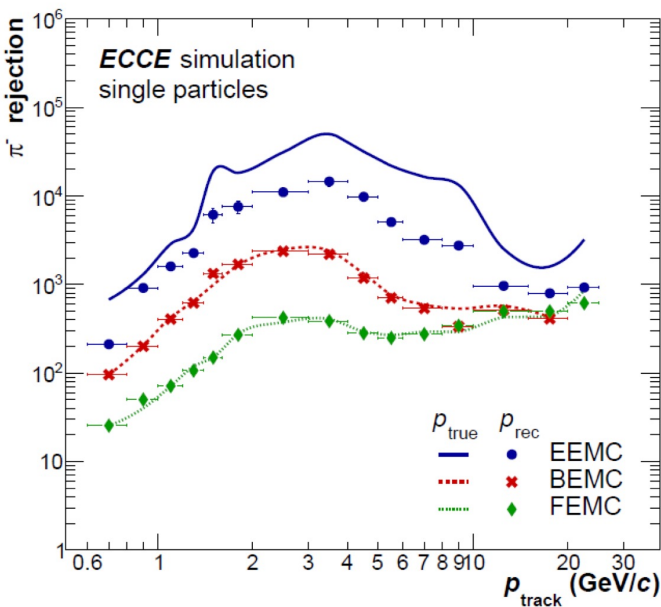 10⁶
ECCE simulation
single particles
π⁻ rejection
10⁵
10⁴
10³
10²
10
1
p_true p_rec
EEMC
BEMC
FEMC
0.6 1 2 3 4 5 6 7 8 9 10 20 30
p_track (GeV/c)